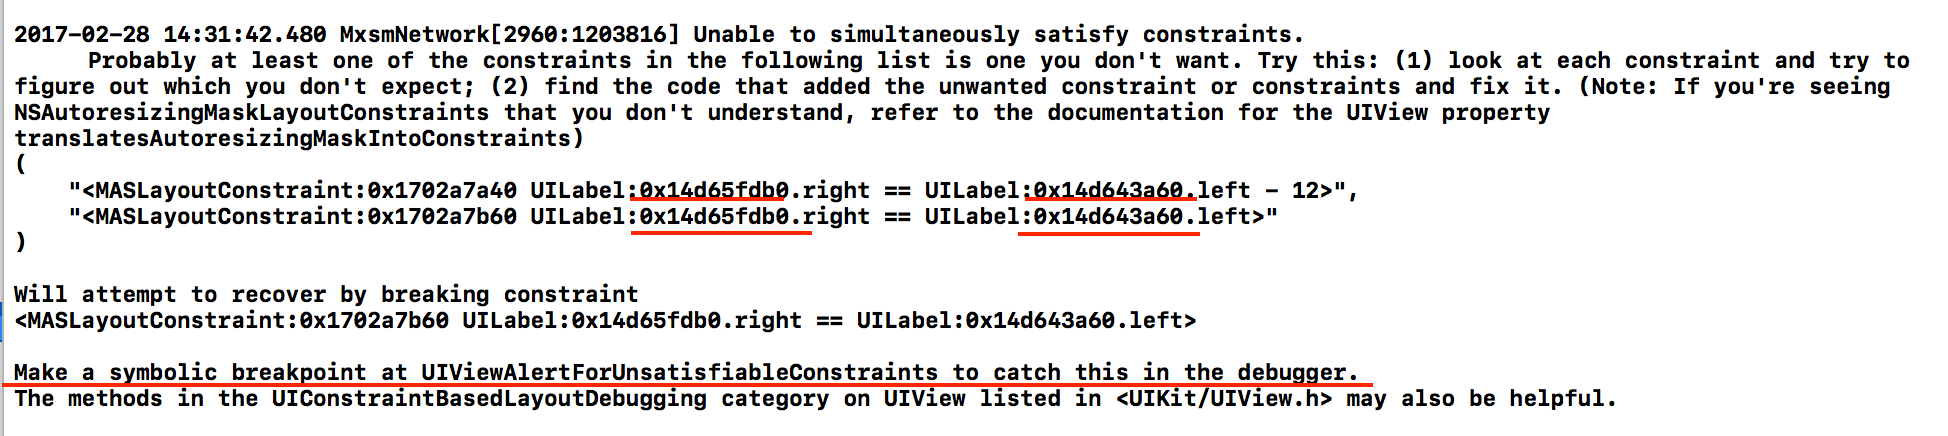 2017-02-28 14:31:42.480 MxsmNetwork[2960:1203816] Unable to simultaneously satisfy constraints.
Probably at least one of the constraints in the following list is one you don't want. Try this: (1) look at each constraint and try to
figure out which you don't expect; (2) find the code that added the unwanted constraint or constraints and fix it. (Note: If you're seeing
NSAutoresizingMaskLayoutConstraints that you don't understand, refer to the documentation for the UIView property
translatesAutoresizingMaskIntoConstraints)
(
"<MASLayoutConstraint:0x1702a7a40 UILabel:0x14d65fdb0.right == UILabel:0x14d643a60.left - 12>",
"<MASLayoutConstraint:0x1702a7b60 UILabel:0x14d65fdb0.right == UILabel:0x14d643a60.left>"
)
Will attempt to recover by breaking constraint
<MASLayoutConstraint:0x1702a7b60 UILabel:0x14d65fdb0.right == UILabel:0x14d643a60.left>
Make a symbolic breakpoint at UIViewAlertForUnsatisfiableConstraints to catch this in the debugger.
The methods in the UIConstraintBasedLayoutDebugging category on UIView listed in <UIKit/UIView.h> may also be helpful.